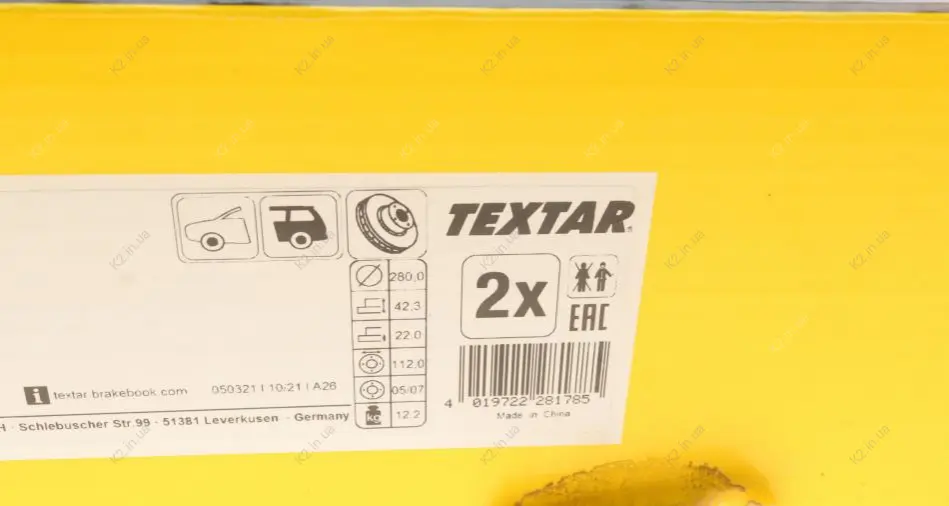 TEXTAR
280,0
2x
42,3
EAC
22,0
112,0
i textar brakebook.com 050321 | 10/21 | A26
05/07
4 019722 281785
H · Schlebuscher Str.99 · 51381 Leverkusen · Germany
kg 12,2
Made in China
K2.in.ua